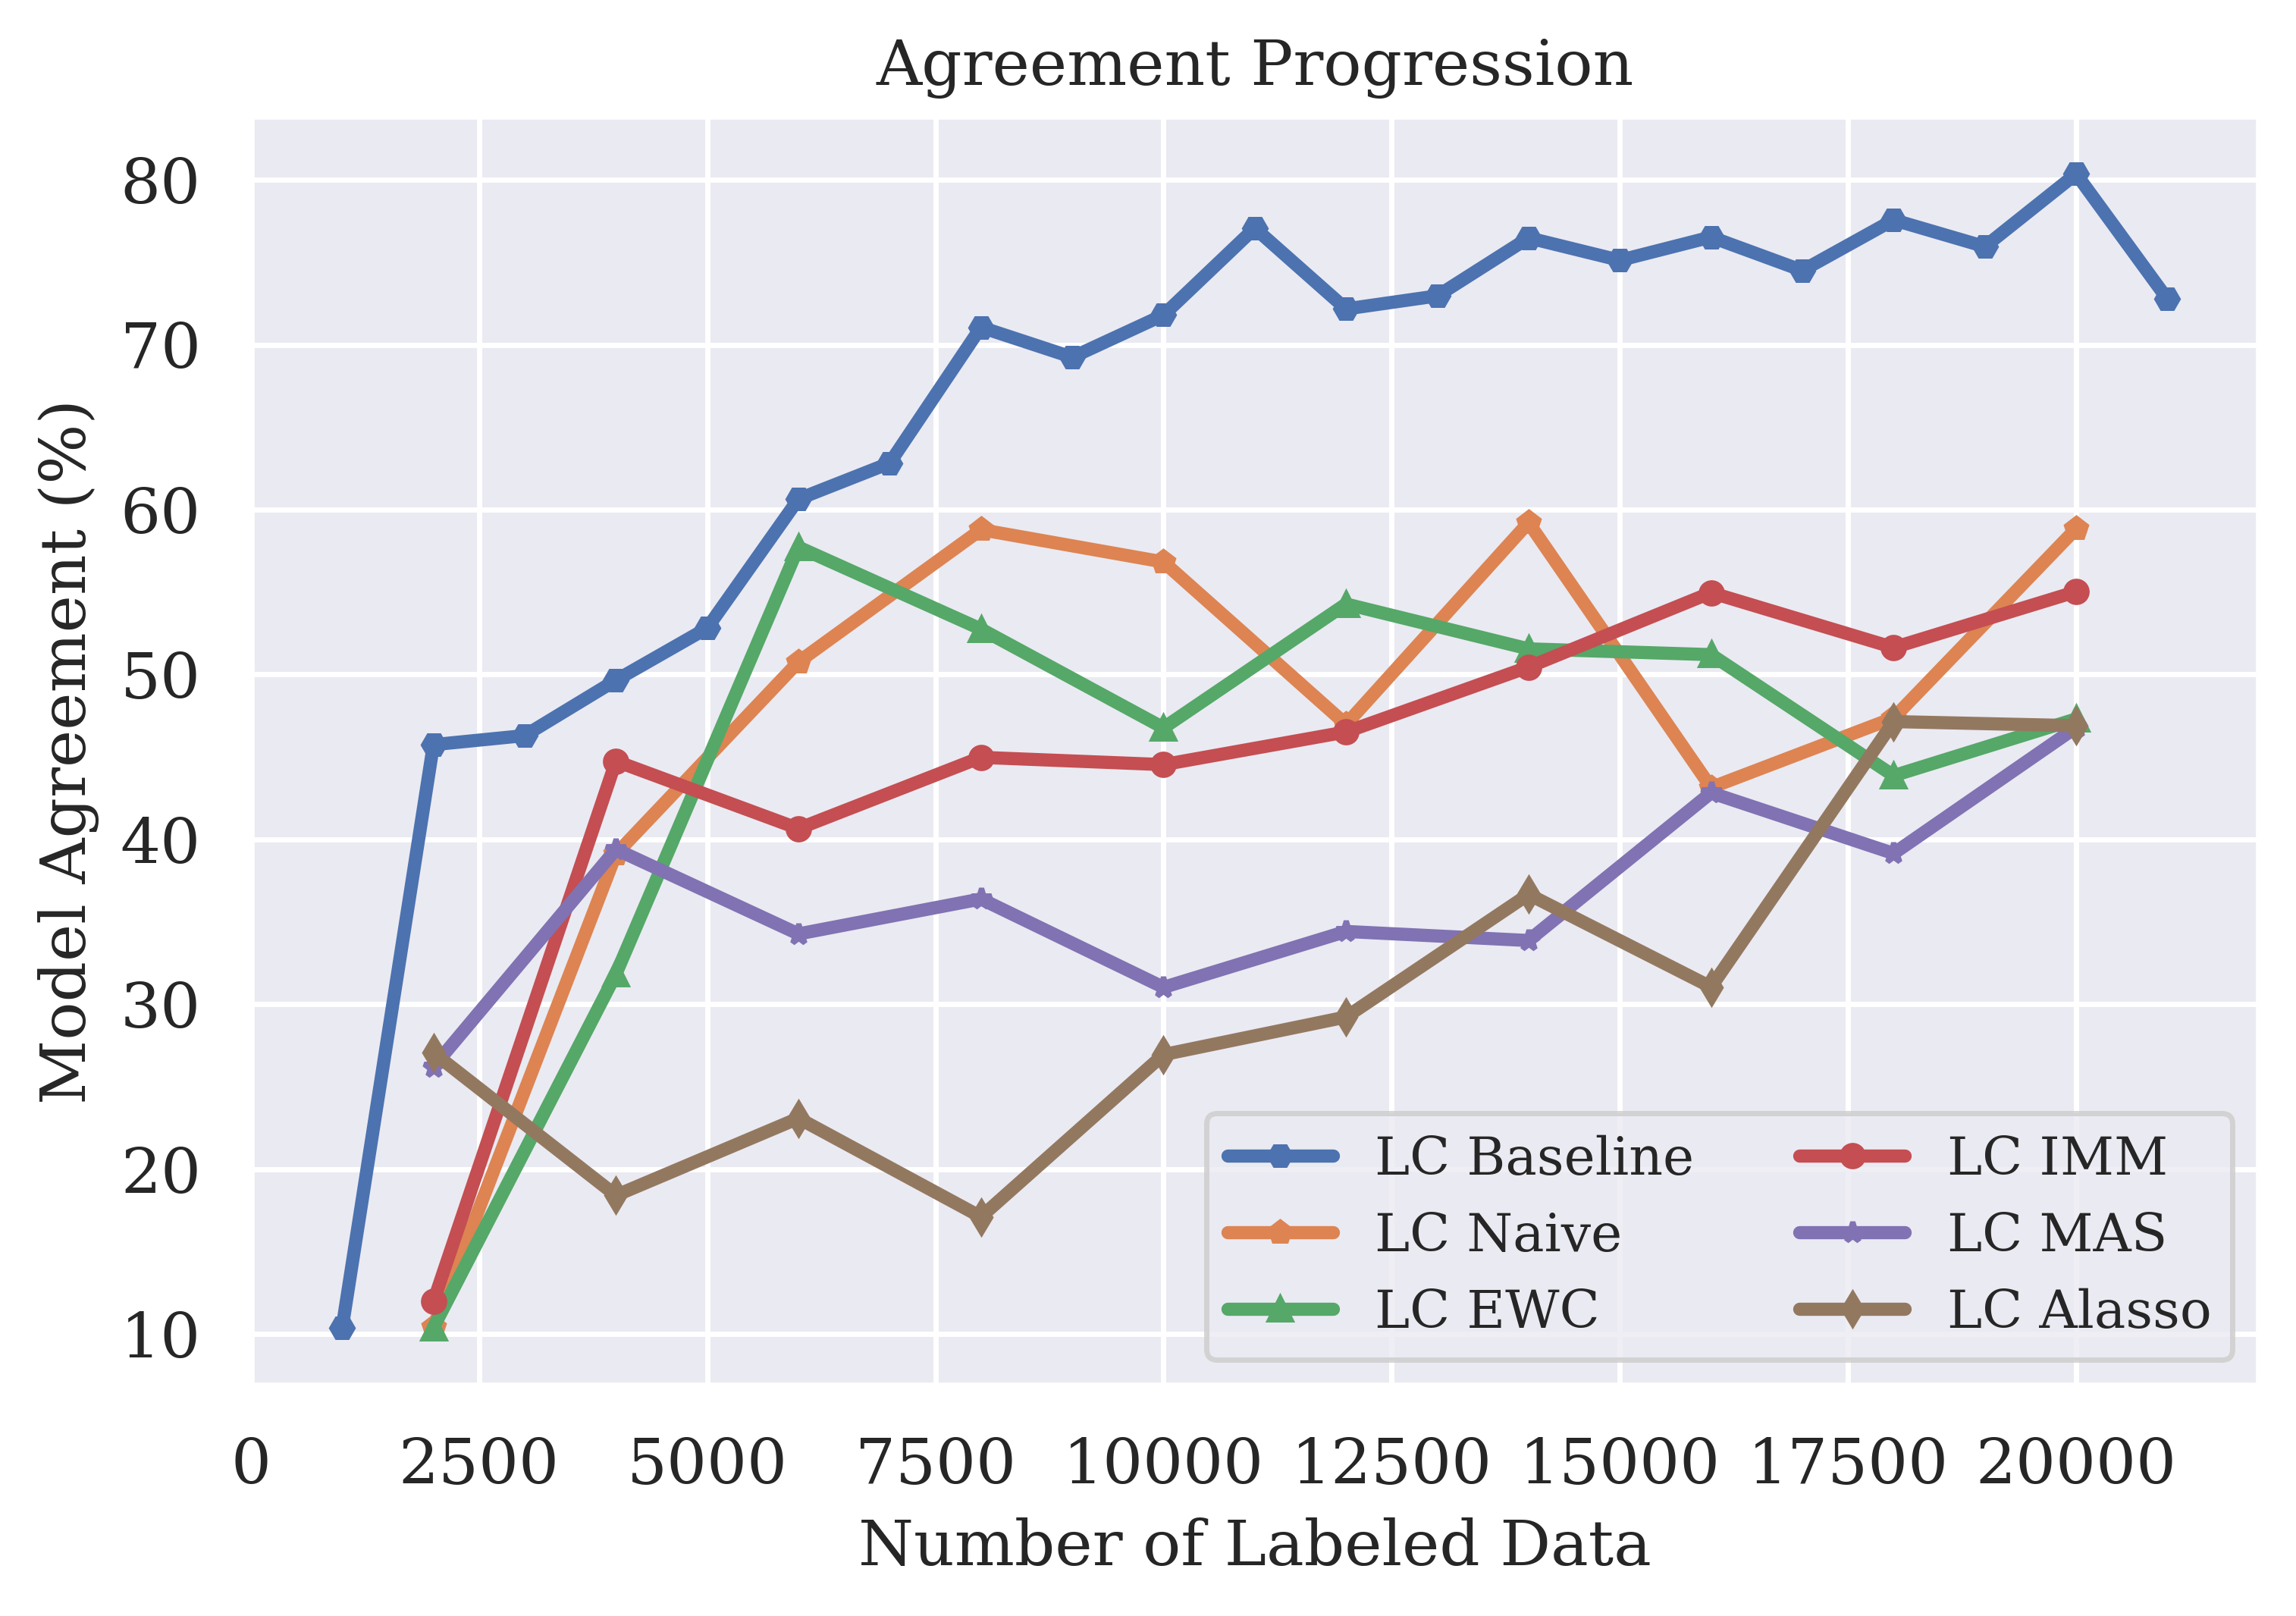 Agreement Progression
Model Agreement (%)
80
70
60
50
40
30
20
10
LC Baseline
LC Naive
LC EWC
LC IMM
LC MAS
LC Alasso
0 2500 5000 7500 10000 12500 15000 17500 20000
Number of Labeled Data